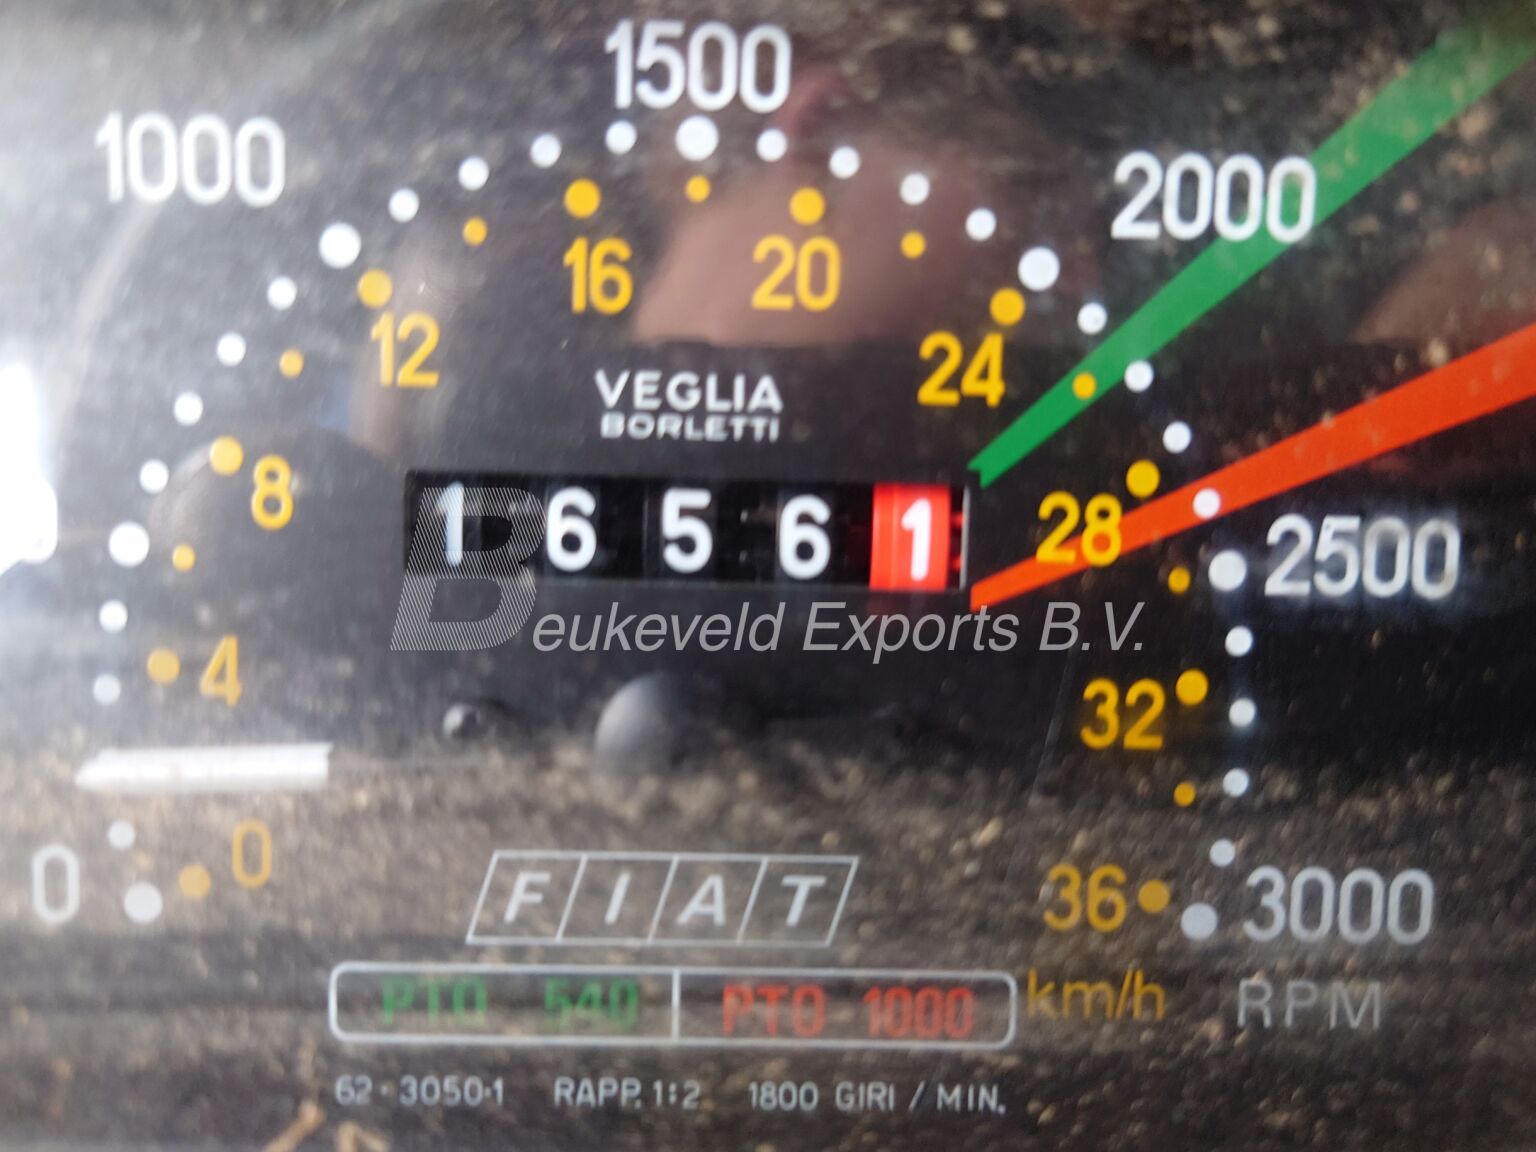 1500
1000
2000
16
20
12
24
VEGLIA
BORLETTI
8
1 6 5 6 1
28
2500
Beukeveld Exports B.V.
4
32
0
0
FIAT
36
3000
PTO 540 PTO 1000
km/h
RPM
62·3050·1 RAPP. 1:2 1800 GIRI / MIN.